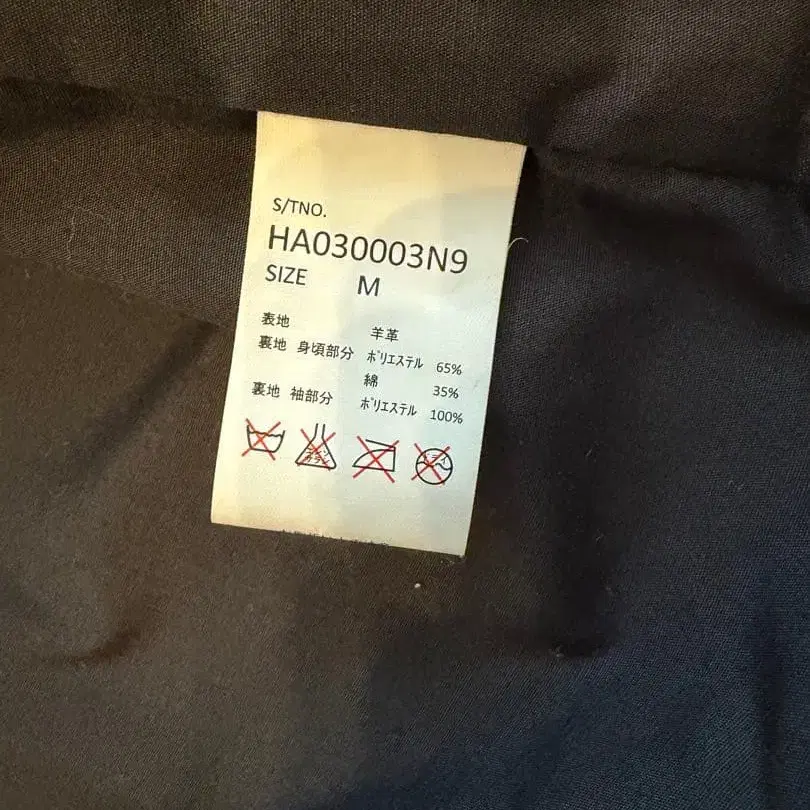 S/TNO.
HA030003N9
SIZE M
表地 羊革
裏地 身頃部分 ﾎﾟﾘｴｽﾃﾙ 65%
綿 35%
裏地 袖部分 ﾎﾟﾘｴｽﾃﾙ 100%